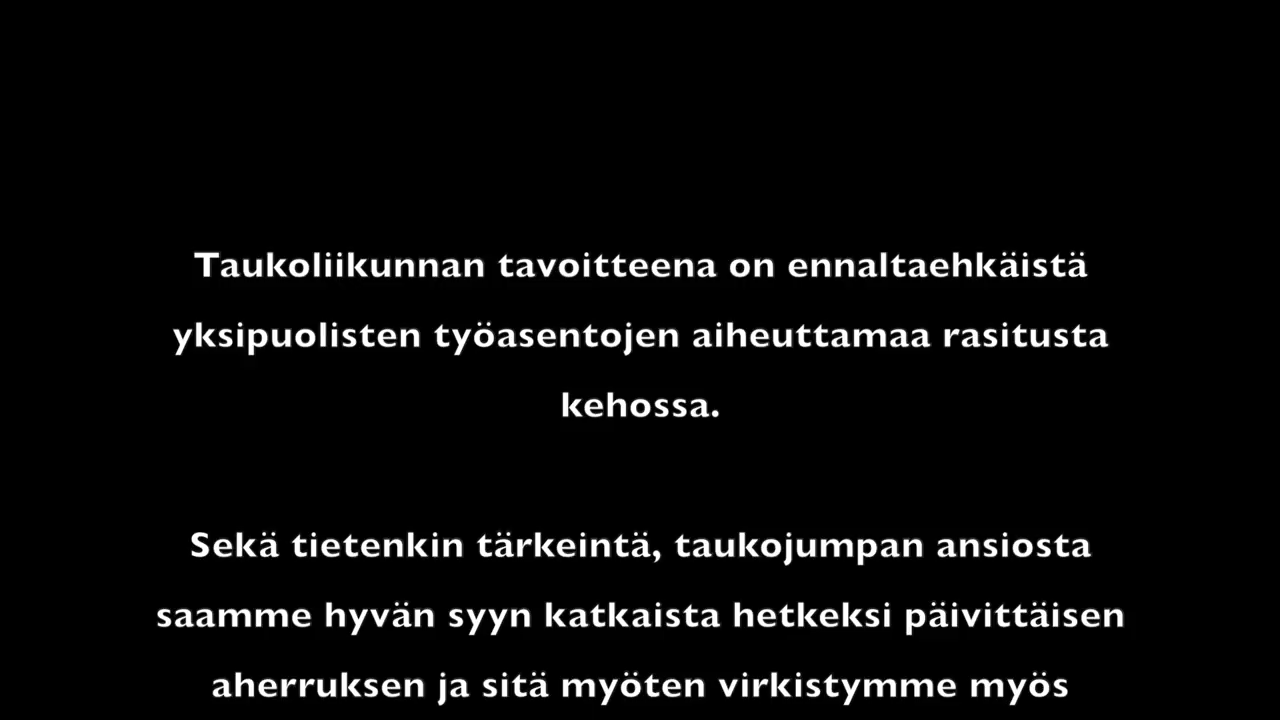 Taukoliikunnan tavoitteena on ennaltaehkäistä
yksipuolisten työasentojen aiheuttamaa rasitusta
kehossa.
Sekä tietenkin tärkeintä, taukojumpan ansiosta
saamme hyvän syyn katkaista hetkeksi päivittäisen
aherruksen ja sitä myöten virkistymme myös